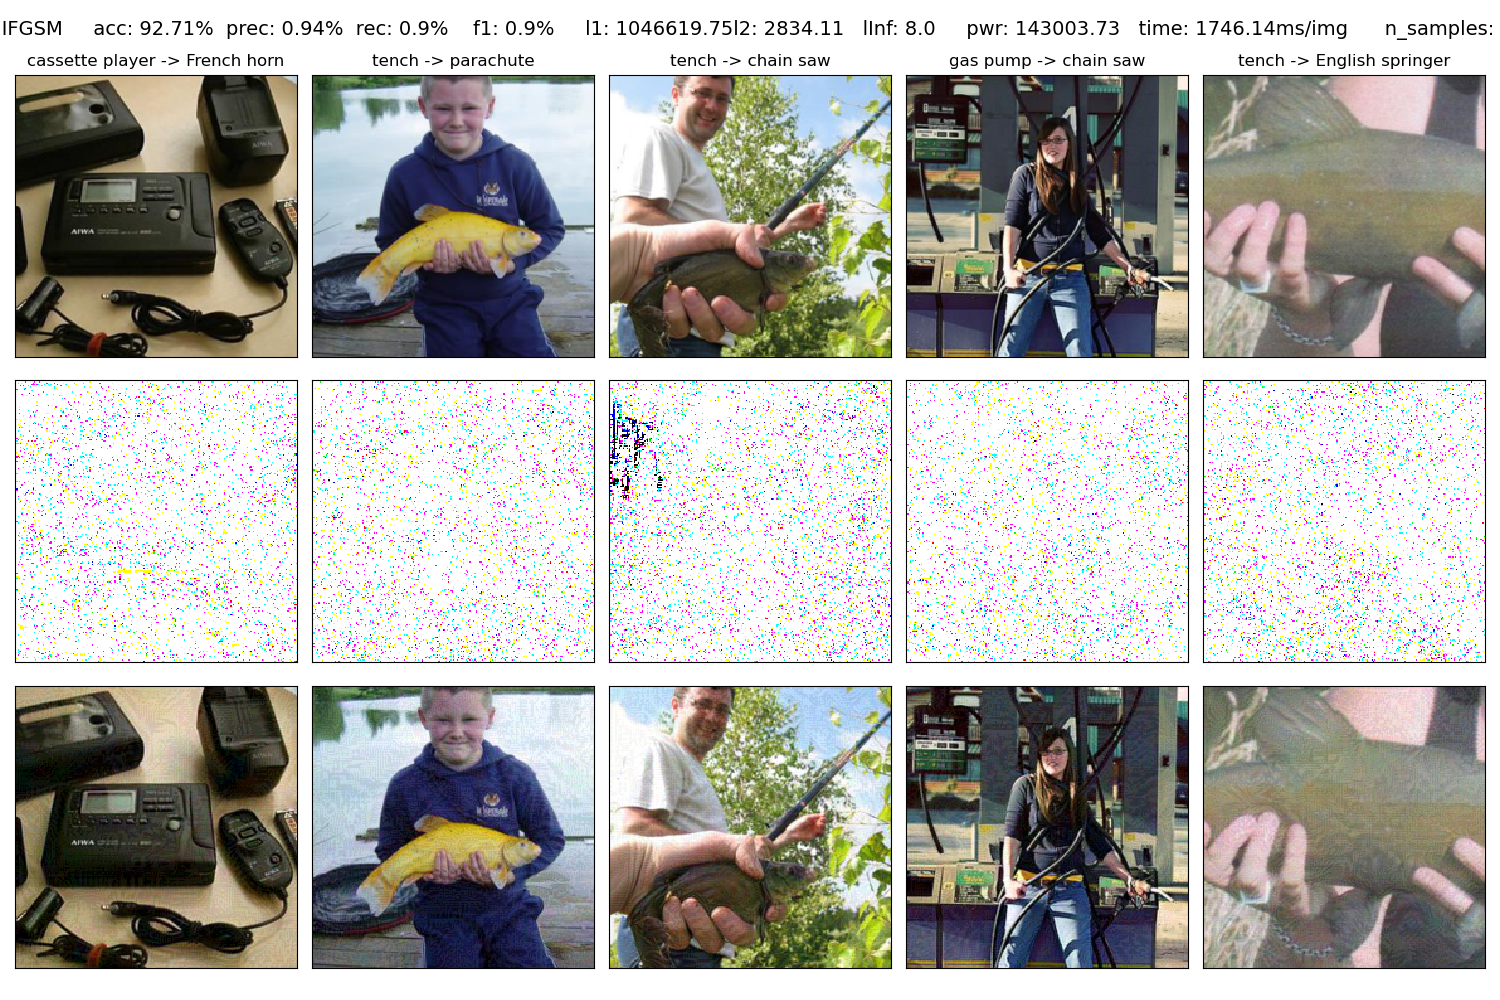 IFGSM acc: 92.71% prec: 0.94% rec: 0.9% f1: 0.9% l1: 1046619.75l2: 2834.11 lInf: 8.0 pwr: 143003.73 time: 1746.14ms/img n_samples:
cassette player -> French horn
tench -> parachute
tench -> chain saw
gas pump -> chain saw
tench -> English springer
AIWA
AIWA